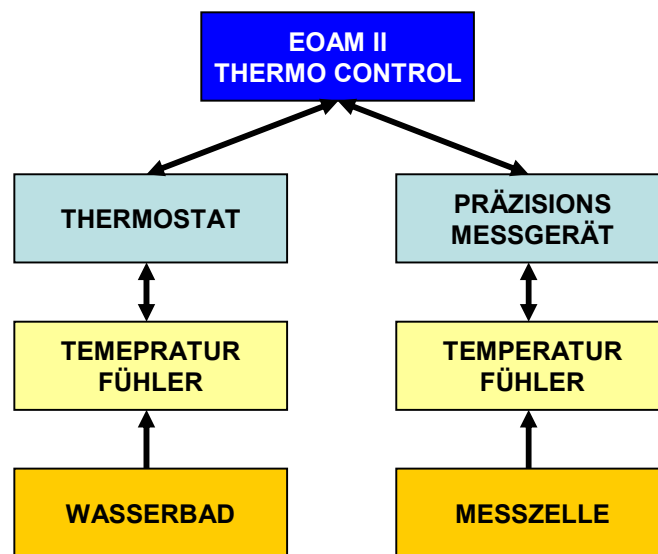 EOAM II
THERMO CONTROL
THERMOSTAT
PRÄZISIONS
MESSGERÄT
TEMEPRATUR
FÜHLER
TEMPERATUR
FÜHLER
WASSERBAD
MESSZELLE